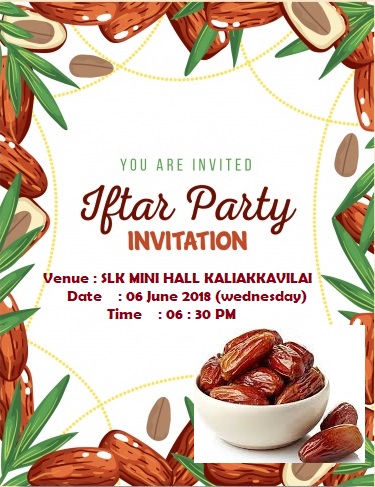 YOU ARE INVITED
Iftar Party
INVITATION
Venue : SLK MINI HALL KALIAKKAVILAI
Date : 06 June 2018 (wednesday)
Time : 06 : 30 PM